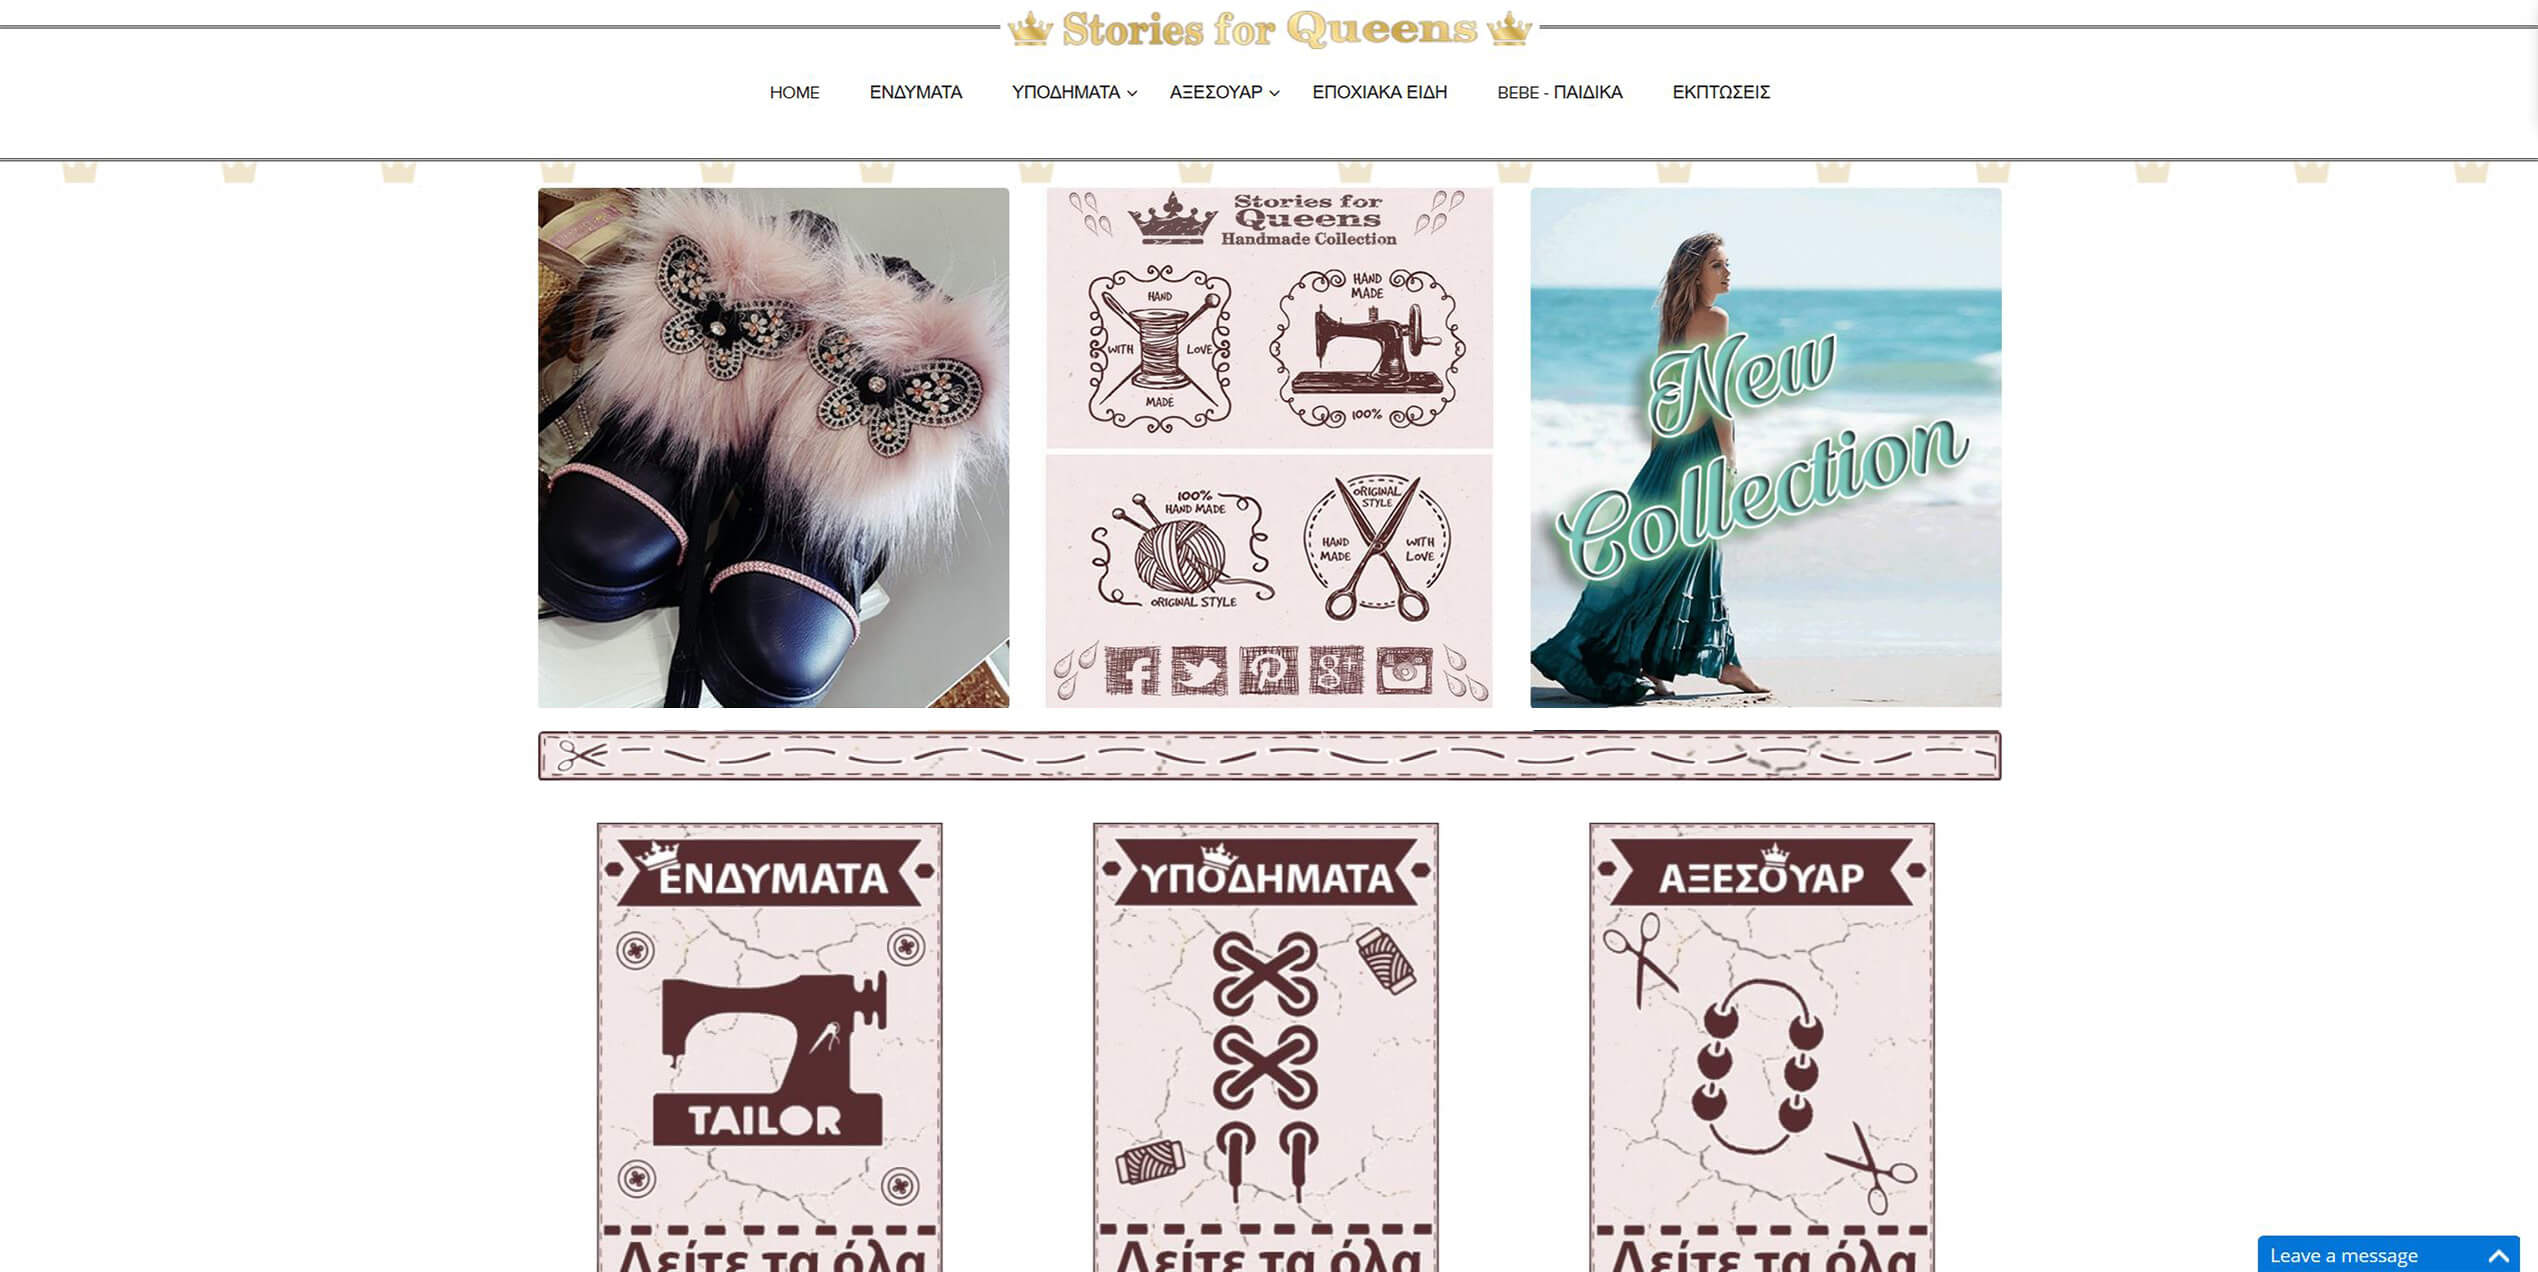 Stories for Queens
HOME ΕΝΔΥΜΑΤΑ ΥΠΟΔΗΜΑΤΑ ΑΞΕΣΟΥΑΡ ΕΠΟΧΙΑΚΑ ΕΙΔΗ BEBE - ΠΑΙΔΙΚΑ ΕΚΠΤΩΣΕΙΣ
Stories for
Queens
Handmade Collection
HAND
WITH LOVE
MADE
HAND
MADE
100%
100%
HAND MADE
ORIGINAL STYLE
ORIGINAL
STYLE
HAND WITH
MADE LOVE
f
g+
New
Collection
ΕΝΔΥΜΑΤΑ
TAILOR
Δείτε τα όλα
ΥΠΟΔΗΜΑΤΑ
Δείτε τα όλα
ΑΞΕΣΟΥΑΡ
Δείτε τα όλα
Leave a message